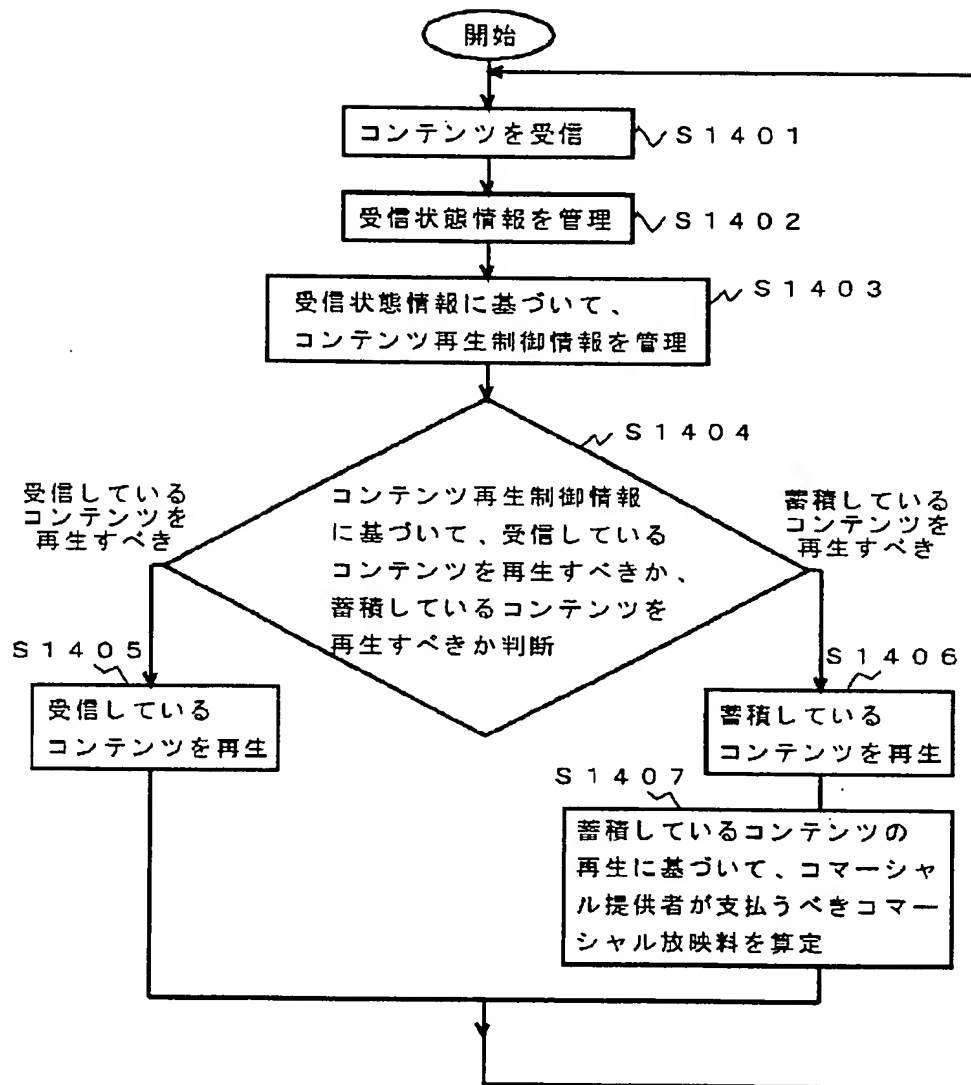 開始
コンテンツを受信
S1401
受信状態情報を管理
S1402
受信状態情報に基づいて、
コンテンツ再生制御情報を管理
S1403
S1404
コンテンツ再生制御情報
に基づいて、受信している
コンテンツを再生すべきか、
蓄積しているコンテンツを
再生すべきか判断
受信している
コンテンツを
再生すべき
蓄積している
コンテンツを
再生すべき
S1405
受信している
コンテンツを再生
S1406
蓄積している
コンテンツを再生
S1407
蓄積しているコンテンツの
再生に基づいて、コマーシャ
ル提供者が支払うべきコマー
シャル放映料を算定